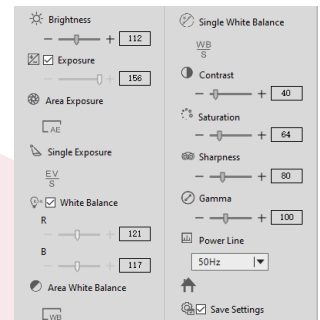 Brightness
112
Exposure
156
Area Exposure
AE
Single Exposure
EV
S
White Balance
R
121
B
117
Area White Balance
WB
Single White Balance
WB
S
Contrast
40
Saturation
64
Sharpness
80
Gamma
100
Power Line
50Hz
Save Settings